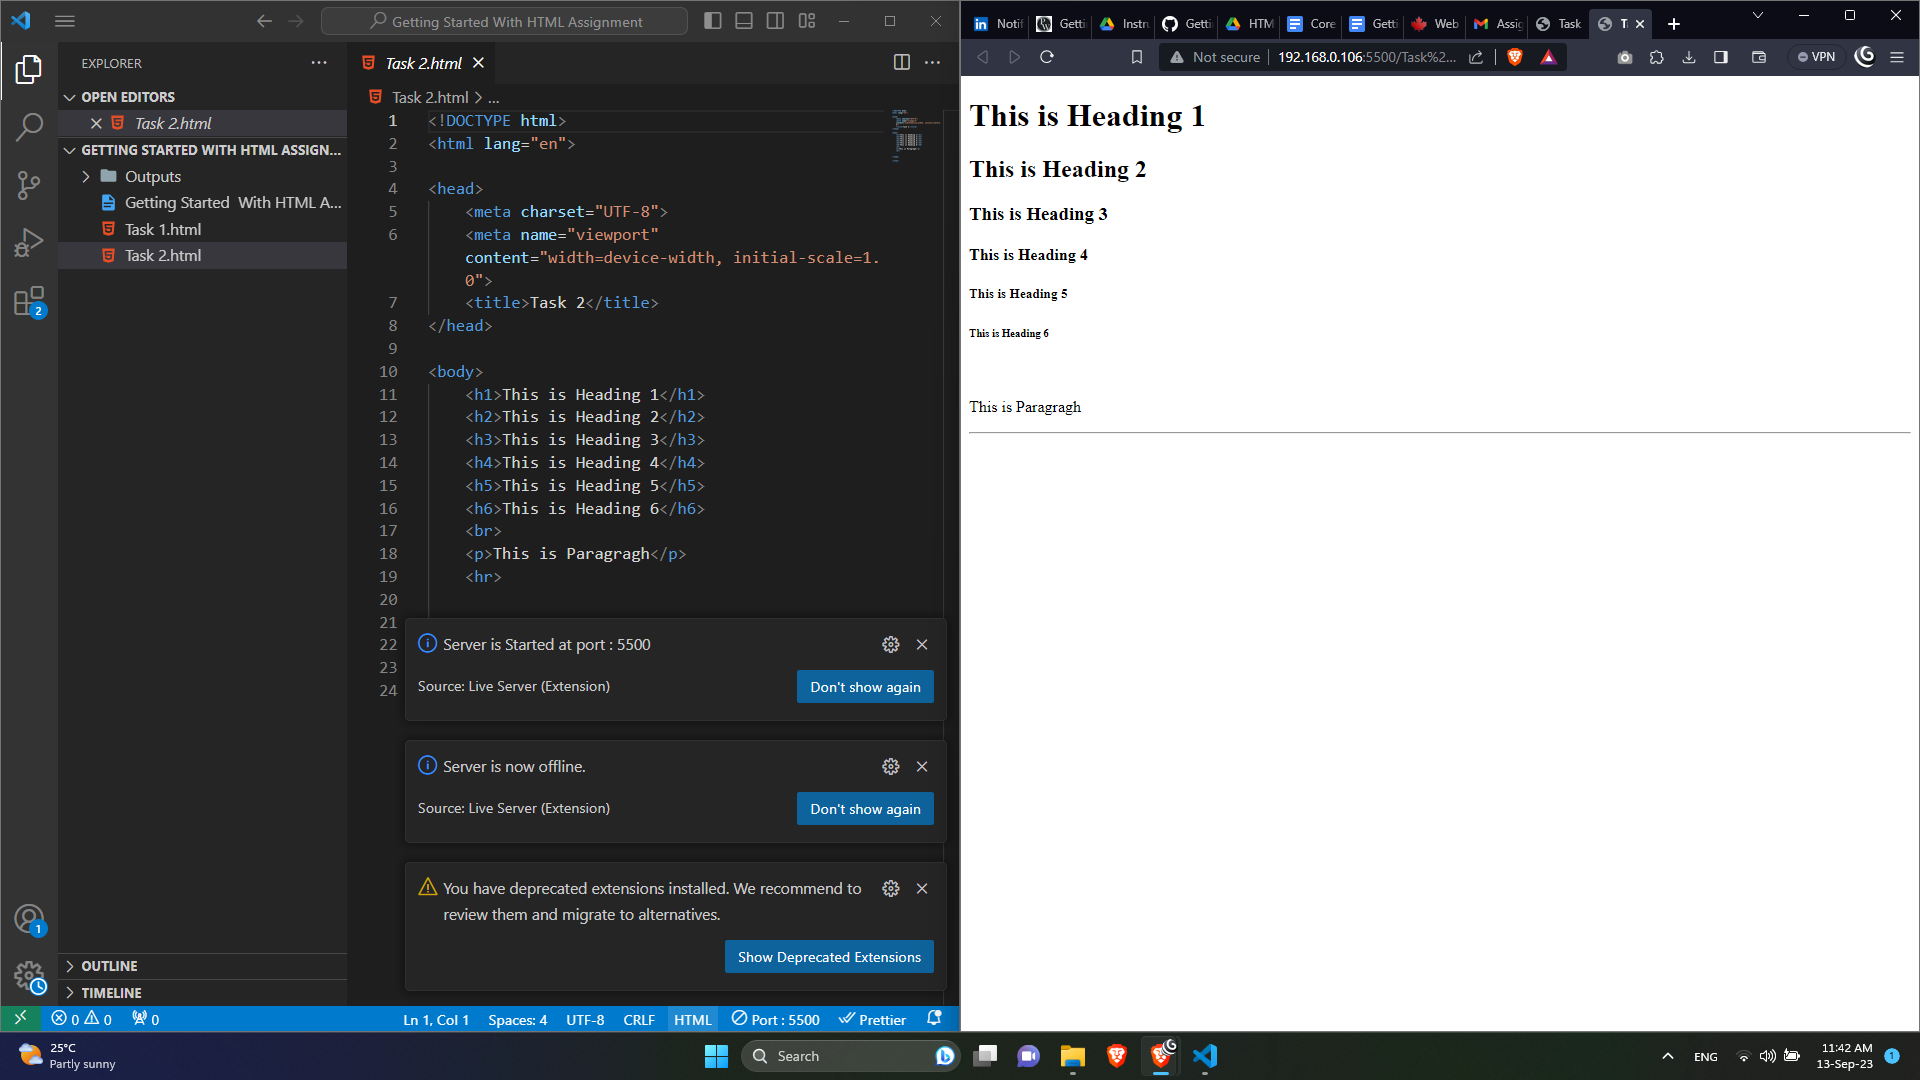 Getting Started With HTML Assignment
EXPLORER
OPEN EDITORS
Task 2.html
GETTING STARTED WITH HTML ASSIGN...
Outputs
Getting Started With HTML A...
Task 1.html
Task 2.html
2
OUTLINE
TIMELINE
1
Task 2.html
Task 2.html > ...
1 <!DOCTYPE html>
2 <html lang="en">
3
4 <head>
5 <meta charset="UTF-8">
6 <meta name="viewport"
content="width=device-width, initial-scale=1.
0">
7 <title>Task 2</title>
8 </head>
9
10 <body>
11 <h1>This is Heading 1</h1>
12 <h2>This is Heading 2</h2>
13 <h3>This is Heading 3</h3>
14 <h4>This is Heading 4</h4>
15 <h5>This is Heading 5</h5>
16 <h6>This is Heading 6</h6>
17 <br>
18 <p>This is Paragragh</p>
19 <hr>
20
21
22
23
24
Server is Started at port : 5500
Source: Live Server (Extension)
Don't show again
Server is now offline.
Source: Live Server (Extension)
Don't show again
You have deprecated extensions installed. We recommend to
review them and migrate to alternatives.
Show Deprecated Extensions
0 0 0 Ln 1, Col 1 Spaces: 4 UTF-8 CRLF HTML Port : 5500 Prettier
Notif Getti Instru Getti HTM Core Getti Web Assig Task T
Not secure 192.168.0.106:5500/Task%2... VPN
This is Heading 1
This is Heading 2
This is Heading 3
This is Heading 4
This is Heading 5
This is Heading 6
This is Paragragh
25°C
Partly sunny
Search
ENG
11:42 AM
13-Sep-23
1